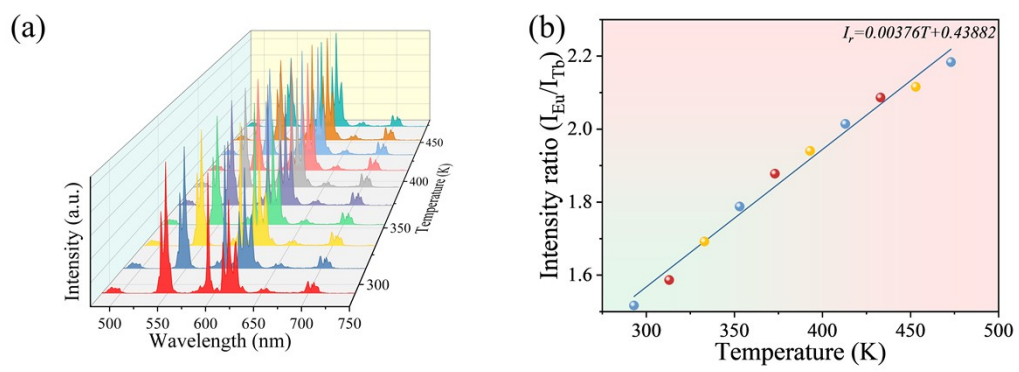 (a)
Intensity (a.u.)
500
550
600
650
700
750
Wavelength (nm)
300
350
400
450
Temperature (K)
(b)
I_r=0.00376T+0.43882
2.2
2.0
1.8
1.6
Intensity ratio (I_Eu/I_Tb)
300
350
400
450
500
Temperature (K)